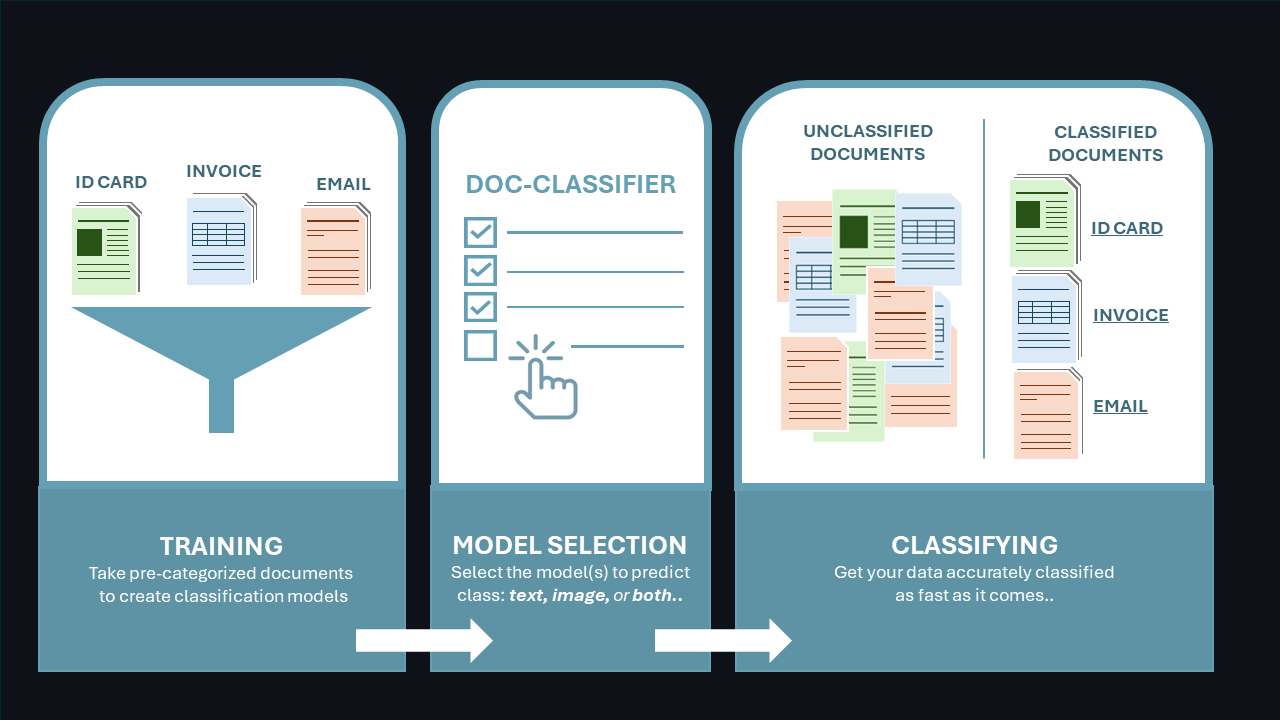 ID CARD
INVOICE
EMAIL
TRAINING
Take pre-categorized documents
to create classification models
DOC-CLASSIFIER
MODEL SELECTION
Select the model(s) to predict
class: text, image, or both..
UNCLASSIFIED
DOCUMENTS
CLASSIFIED
DOCUMENTS
ID CARD
INVOICE
EMAIL
CLASSIFYING
Get your data accurately classified
as fast as it comes..